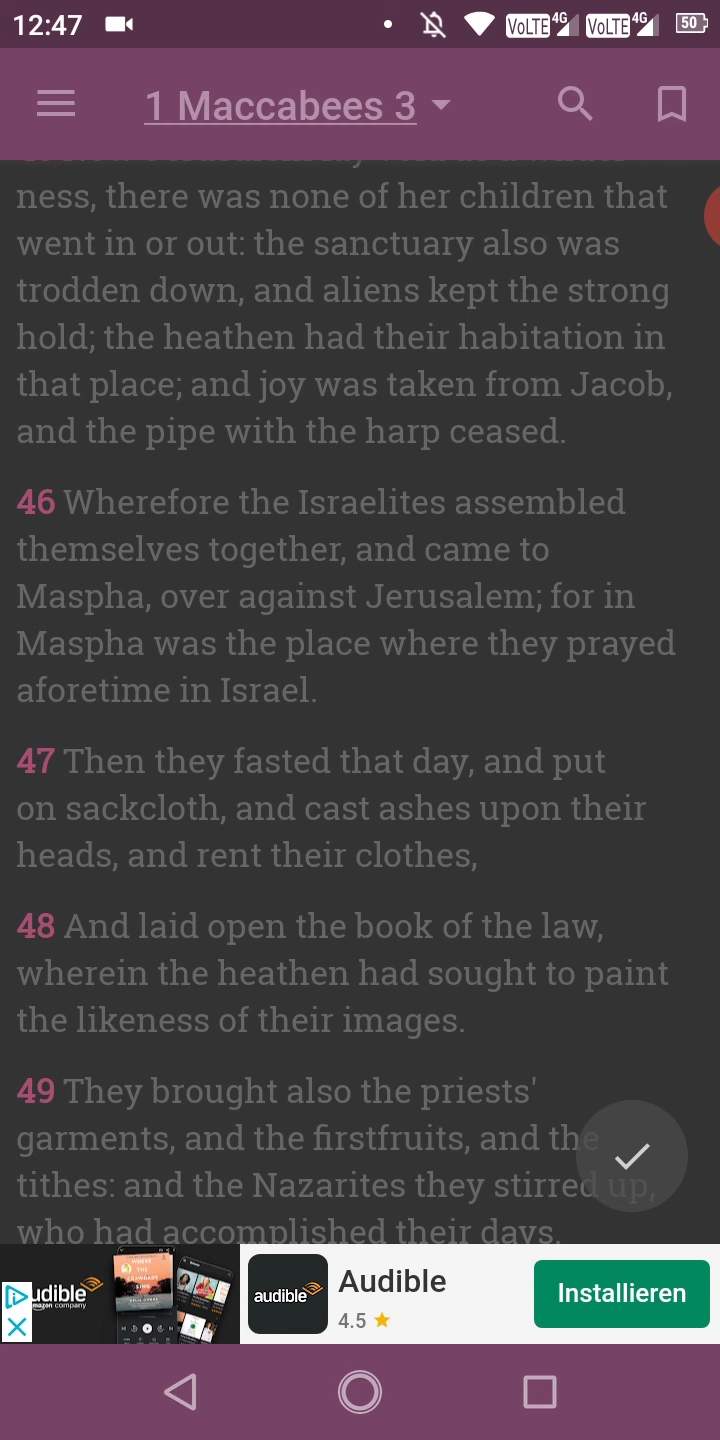 12:47
VoLTE 4G VoLTE 4G 50
1 Maccabees 3
ness, there was none of her children that
went in or out: the sanctuary also was
trodden down, and aliens kept the strong
hold; the heathen had their habitation in
that place; and joy was taken from Jacob,
and the pipe with the harp ceased.
46 Wherefore the Israelites assembled
themselves together, and came to
Maspha, over against Jerusalem; for in
Maspha was the place where they prayed
aforetime in Israel.
47 Then they fasted that day, and put
on sackcloth, and cast ashes upon their
heads, and rent their clothes,
48 And laid open the book of the law,
wherein the heathen had sought to paint
the likeness of their images.
49 They brought also the priests'
garments, and the firstfruits, and the
tithes: and the Nazarites they stirred up,
who had accomplished their days.
WHERE THE CRAWDADS SING
udible
amazon company
audible
Audible
4.5
Installieren